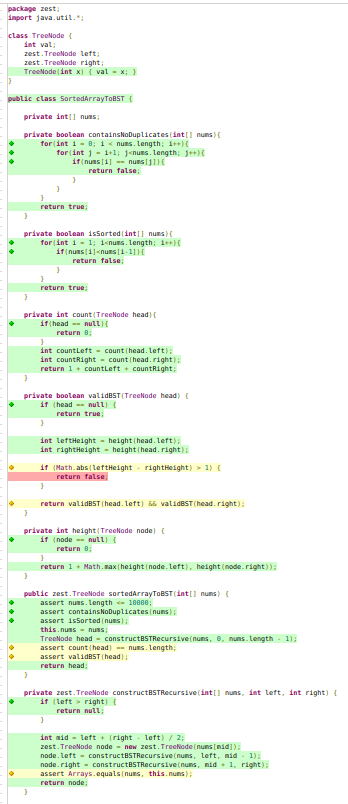 package zest;
import java.util.*;
class TreeNode {
int val;
zest.TreeNode left;
zest.TreeNode right;
TreeNode(int x) { val = x; }
}
public class SortedArrayToBST {
private int[] nums;
private boolean containsNoDuplicates(int[] nums){
for(int i = 0; i < nums.length; i++){
for(int j = i+1; j<nums.length; j++){
if(nums[i] == nums[j]){
return false;
}
}
}
return true;
}
private boolean isSorted(int[] nums){
for(int i = 1; i<nums.length; i++){
if(nums[i]<nums[i-1]){
return false;
}
}
return true;
}
private int count(TreeNode head){
if(head == null){
return 0;
}
int countLeft = count(head.left);
int countRight = count(head.right);
return 1 + countLeft + countRight;
}
private boolean validBST(TreeNode head) {
if (head == null) {
return true;
}
int leftHeight = height(head.left);
int rightHeight = height(head.right);
if (Math.abs(leftHeight - rightHeight) > 1) {
return false;
}
return validBST(head.left) && validBST(head.right);
}
private int height(TreeNode node) {
if (node == null) {
return 0;
}
return 1 + Math.max(height(node.left), height(node.right));
}
public zest.TreeNode sortedArrayToBST(int[] nums) {
assert nums.length <= 10000;
assert containsNoDuplicates(nums);
assert isSorted(nums);
this.nums = nums;
TreeNode head = constructBSTRecursive(nums, 0, nums.length - 1);
assert count(head) == nums.length;
assert validBST(head);
return head;
}
private zest.TreeNode constructBSTRecursive(int[] nums, int left, int right) {
if (left > right) {
return null;
}
int mid = left + (right - left) / 2;
zest.TreeNode node = new zest.TreeNode(nums[mid]);
node.left = constructBSTRecursive(nums, left, mid - 1);
node.right = constructBSTRecursive(nums, mid + 1, right);
assert Arrays.equals(nums, this.nums);
return node;
}